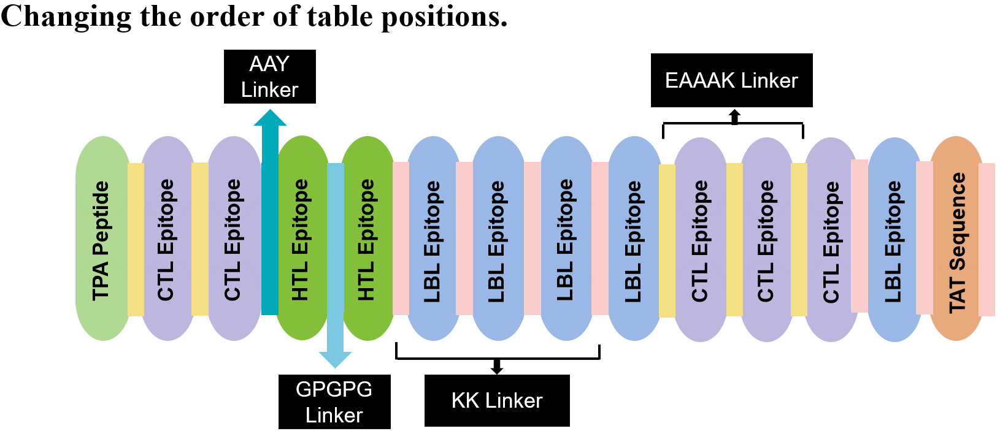 Changing the order of table positions.
AAY
Linker
EAAAK Linker
TPA Peptide
CTL Epitope
CTL Epitope
HTL Epitope
HTL Epitope
LBL Epitope
LBL Epitope
LBL Epitope
LBL Epitope
CTL Epitope
CTL Epitope
CTL Epitope
LBL Epitope
TAT Sequence
GPGPG
Linker
KK Linker